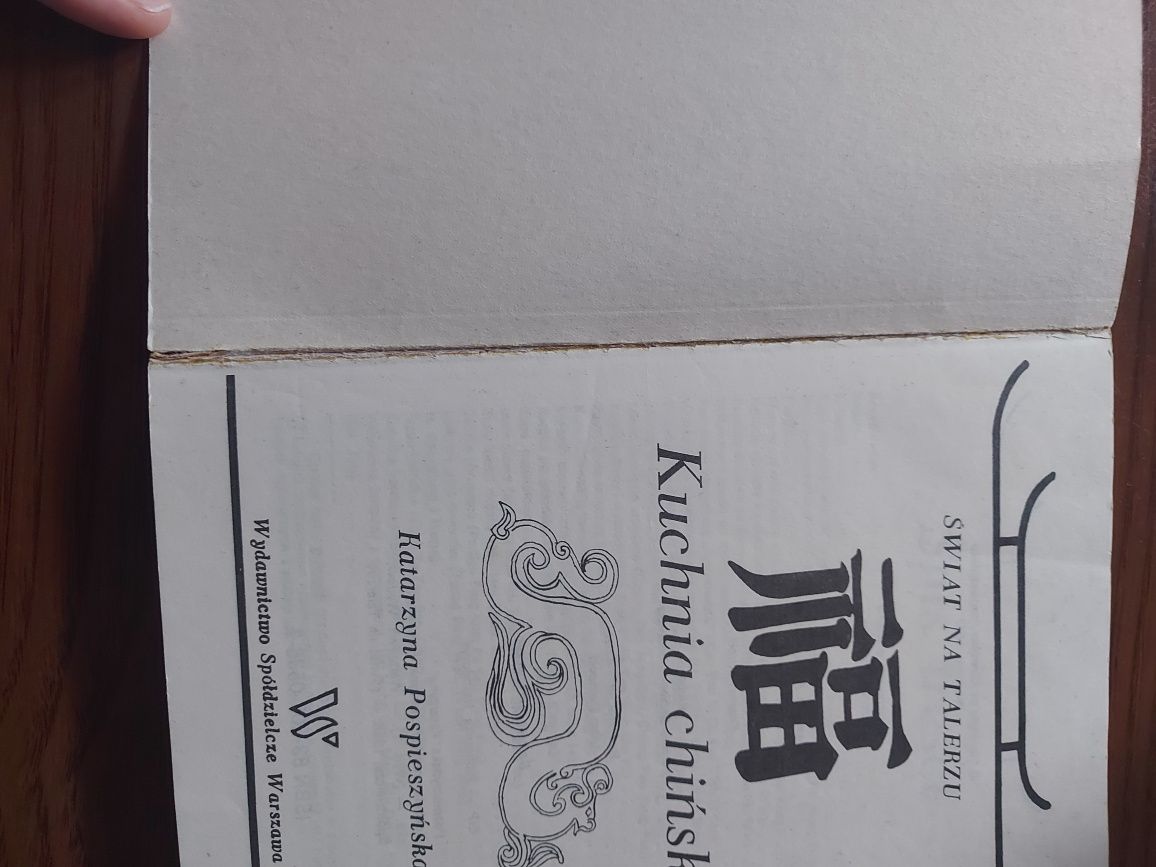 ŚWIAT NA TALERZU
福
Kuchnia chińsk
Katarzyna Pospieszyńska
W
Wydawnictwo Spółdzielcze Warszawa